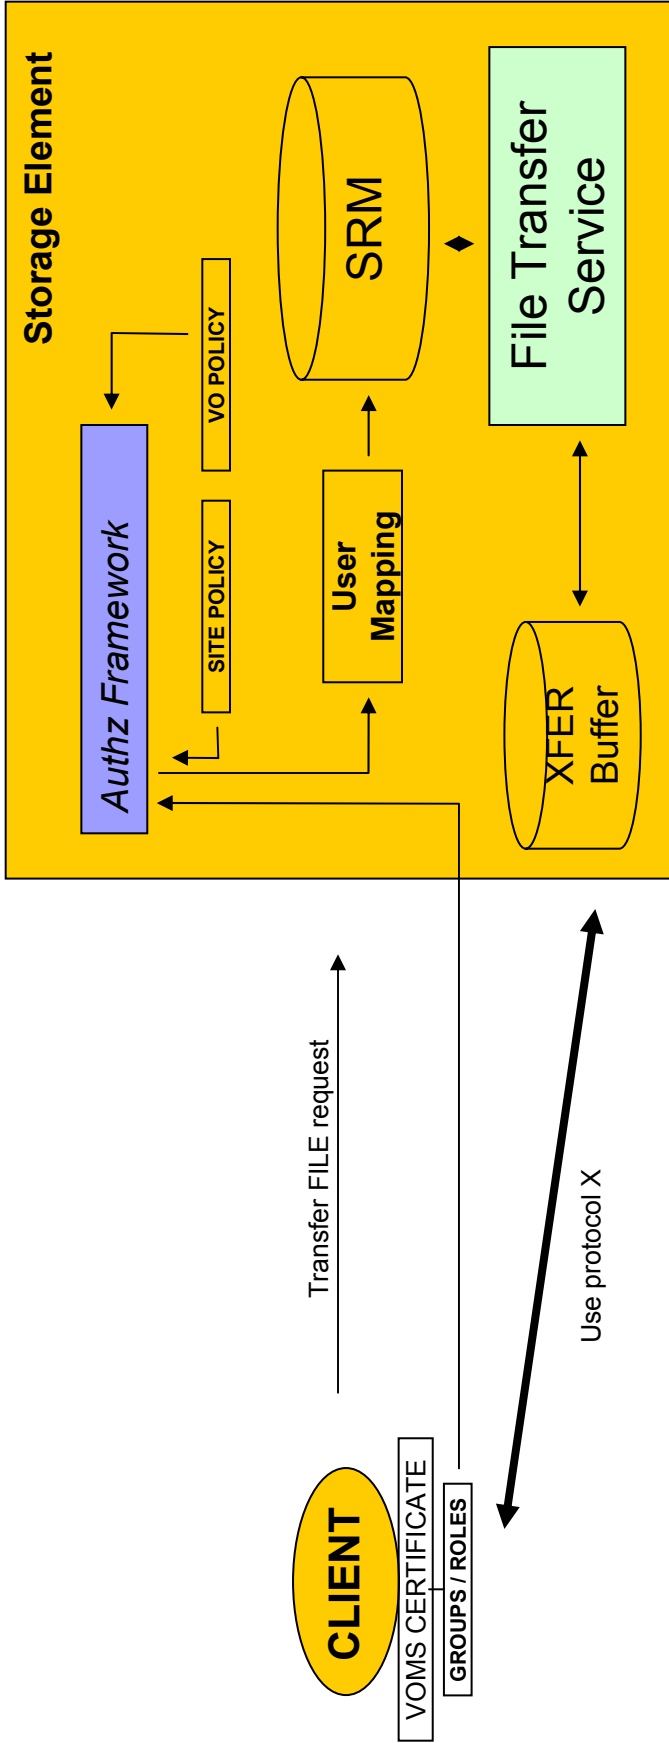 Storage Element
Authz Framework
SITE POLICY
VO POLICY
User
Mapping
SRM
File Transfer
Service
XFER
Buffer
Transfer FILE request
CLIENT
VOMS CERTIFICATE
GROUPS / ROLES
Use protocol X